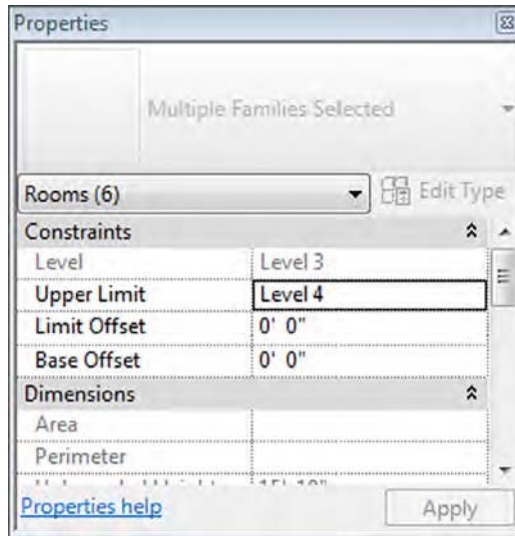 Properties
Multiple Families Selected
Rooms (6) Edit Type
Constraints
Level Level 3
Upper Limit Level 4
Limit Offset 0' 0"
Base Offset 0' 0"
Dimensions
Area
Perimeter
Properties help Apply